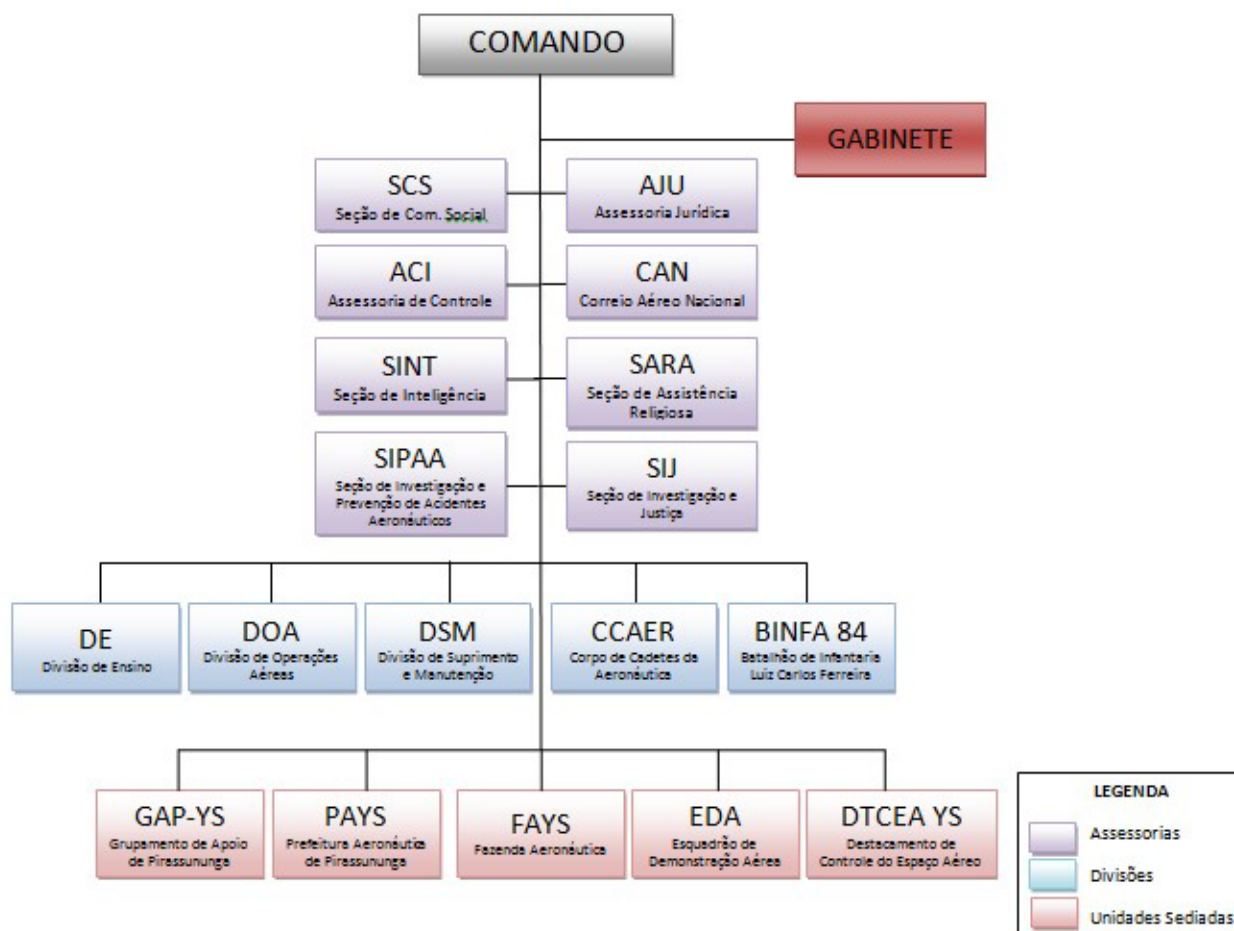 COMANDO
GABINETE
SCS
Seção de Com. Social
AJU
Assessoria Jurídica
ACI
Assessoria de Controle
CAN
Correio Aéreo Nacional
SINT
Seção de Inteligência
SARA
Seção de Assistência
Religiosa
SIPAA
Seção de Investigação e
Prevenção de Acidentes
Aeronáuticos
SIJ
Seção de Investigação e
Justiça
DE
Divisão de Ensino
DOA
Divisão de Operações
Aéreas
DSM
Divisão de Suprimento
e Manutenção
CCAER
Corpo de Cadetes da
Aeronáutica
BINFA 84
Batalhão de Infantaria
Luiz Carlos Ferreira
GAP-YS
Grupamento de Apoio
de Pirassununga
PAYS
Prefeitura Aeronáutica
de Pirassununga
FAYS
Fazenda Aeronáutica
EDA
Esquadrão de
Demonstração Aérea
DTCEA YS
Destacamento de
Controle do Espaço Aéreo
LEGENDA
Assessorias
Divisões
Unidades Sediadas